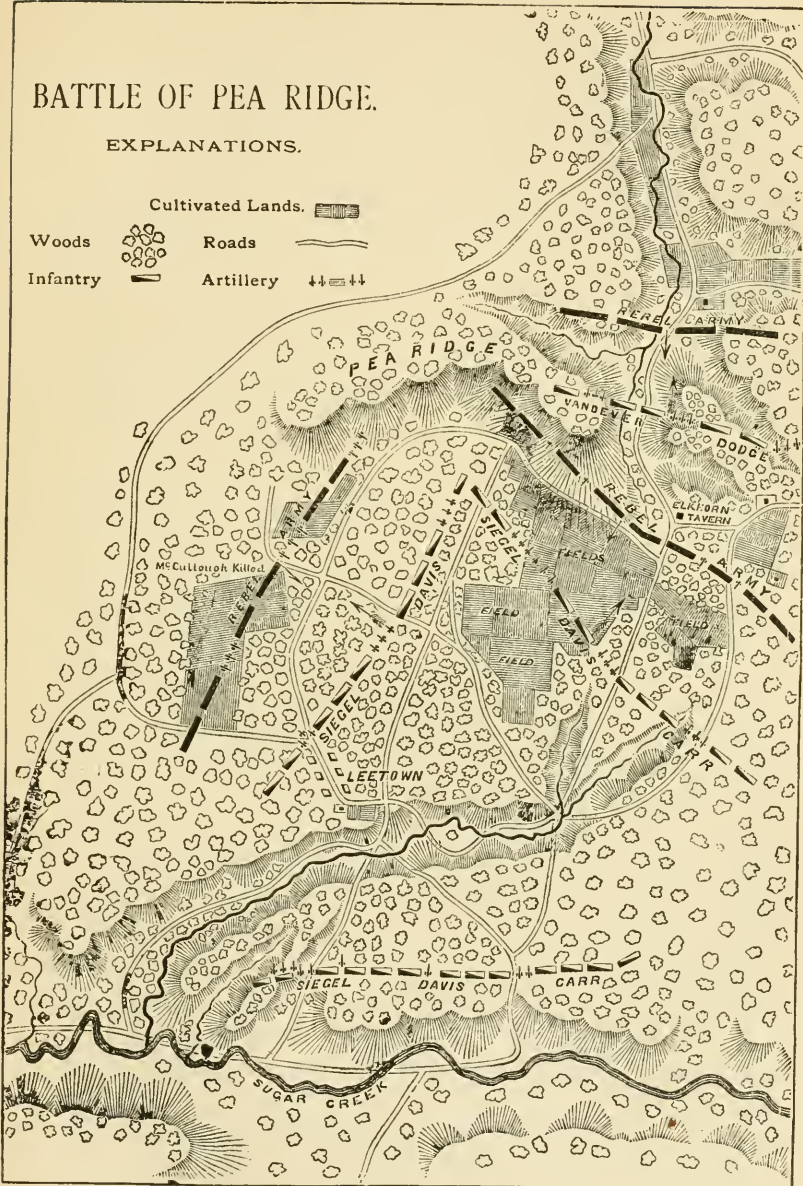 BATTLE OF PEA RIDGE.
EXPLANATIONS.
Cultivated Lands.
Woods
Roads
Infantry
Artillery
REBEL ARMY
PEA RIDGE
VANDEVER
DODGE
REBEL ARMY
ELKHORN
TAVERN
ARMY
REBEL
McCullough Killed
DAVIS
SIEGEL
FIELDS
FIELD
FIELD
FIELD
DAVIS
SIEGEL
CARR
LEETOWN
SIEGEL
DAVIS
CARR
SUGAR CREEK